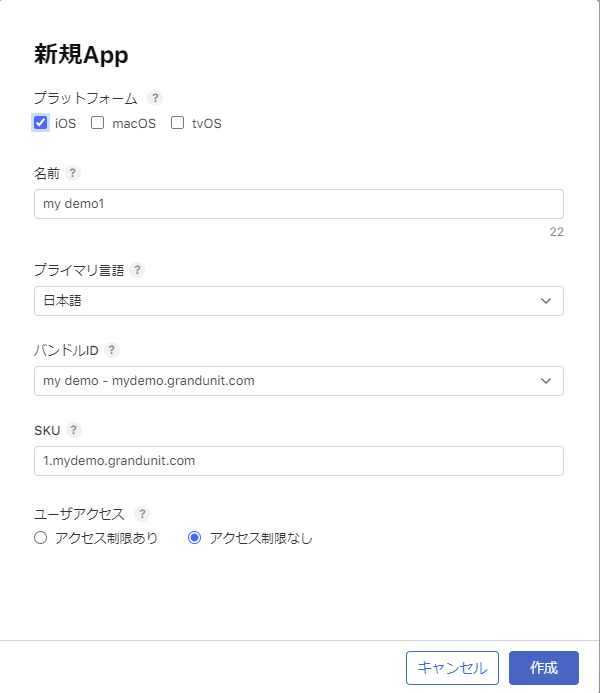 新規App
プラットフォーム ?
iOS macOS tvOS
名前 ?
my demo1
22
プライマリ言語 ?
日本語
バンドルID ?
my demo - mydemo.grandunit.com
SKU ?
1.mydemo.grandunit.com
ユーザアクセス ?
アクセス制限あり アクセス制限なし
キャンセル 作成